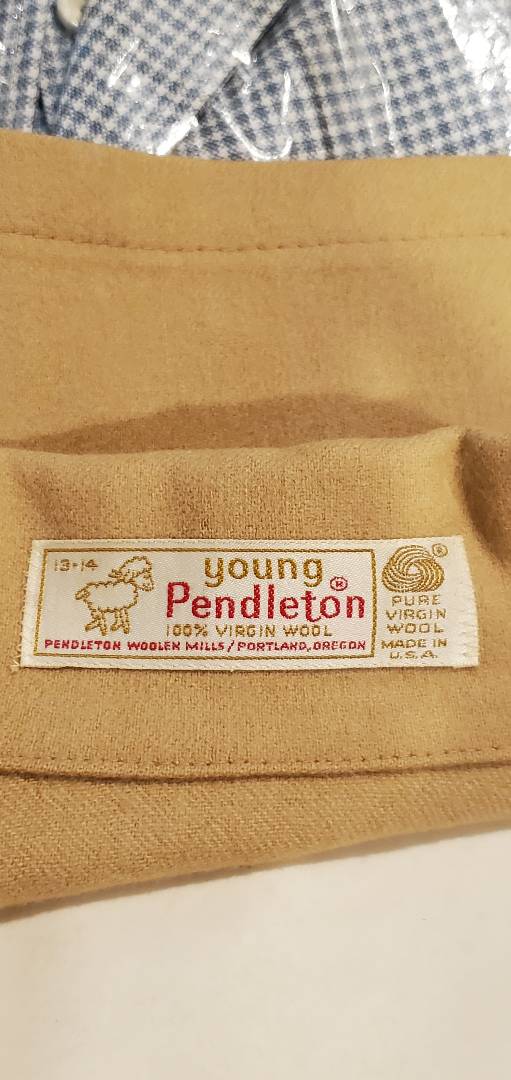 13-14
young
Pendleton®
100% VIRGIN WOOL
PENDLETON WOOLEN MILLS/PORTLAND, OREGON
®
PURE
VIRGIN
WOOL
MADE IN
U.S.A.